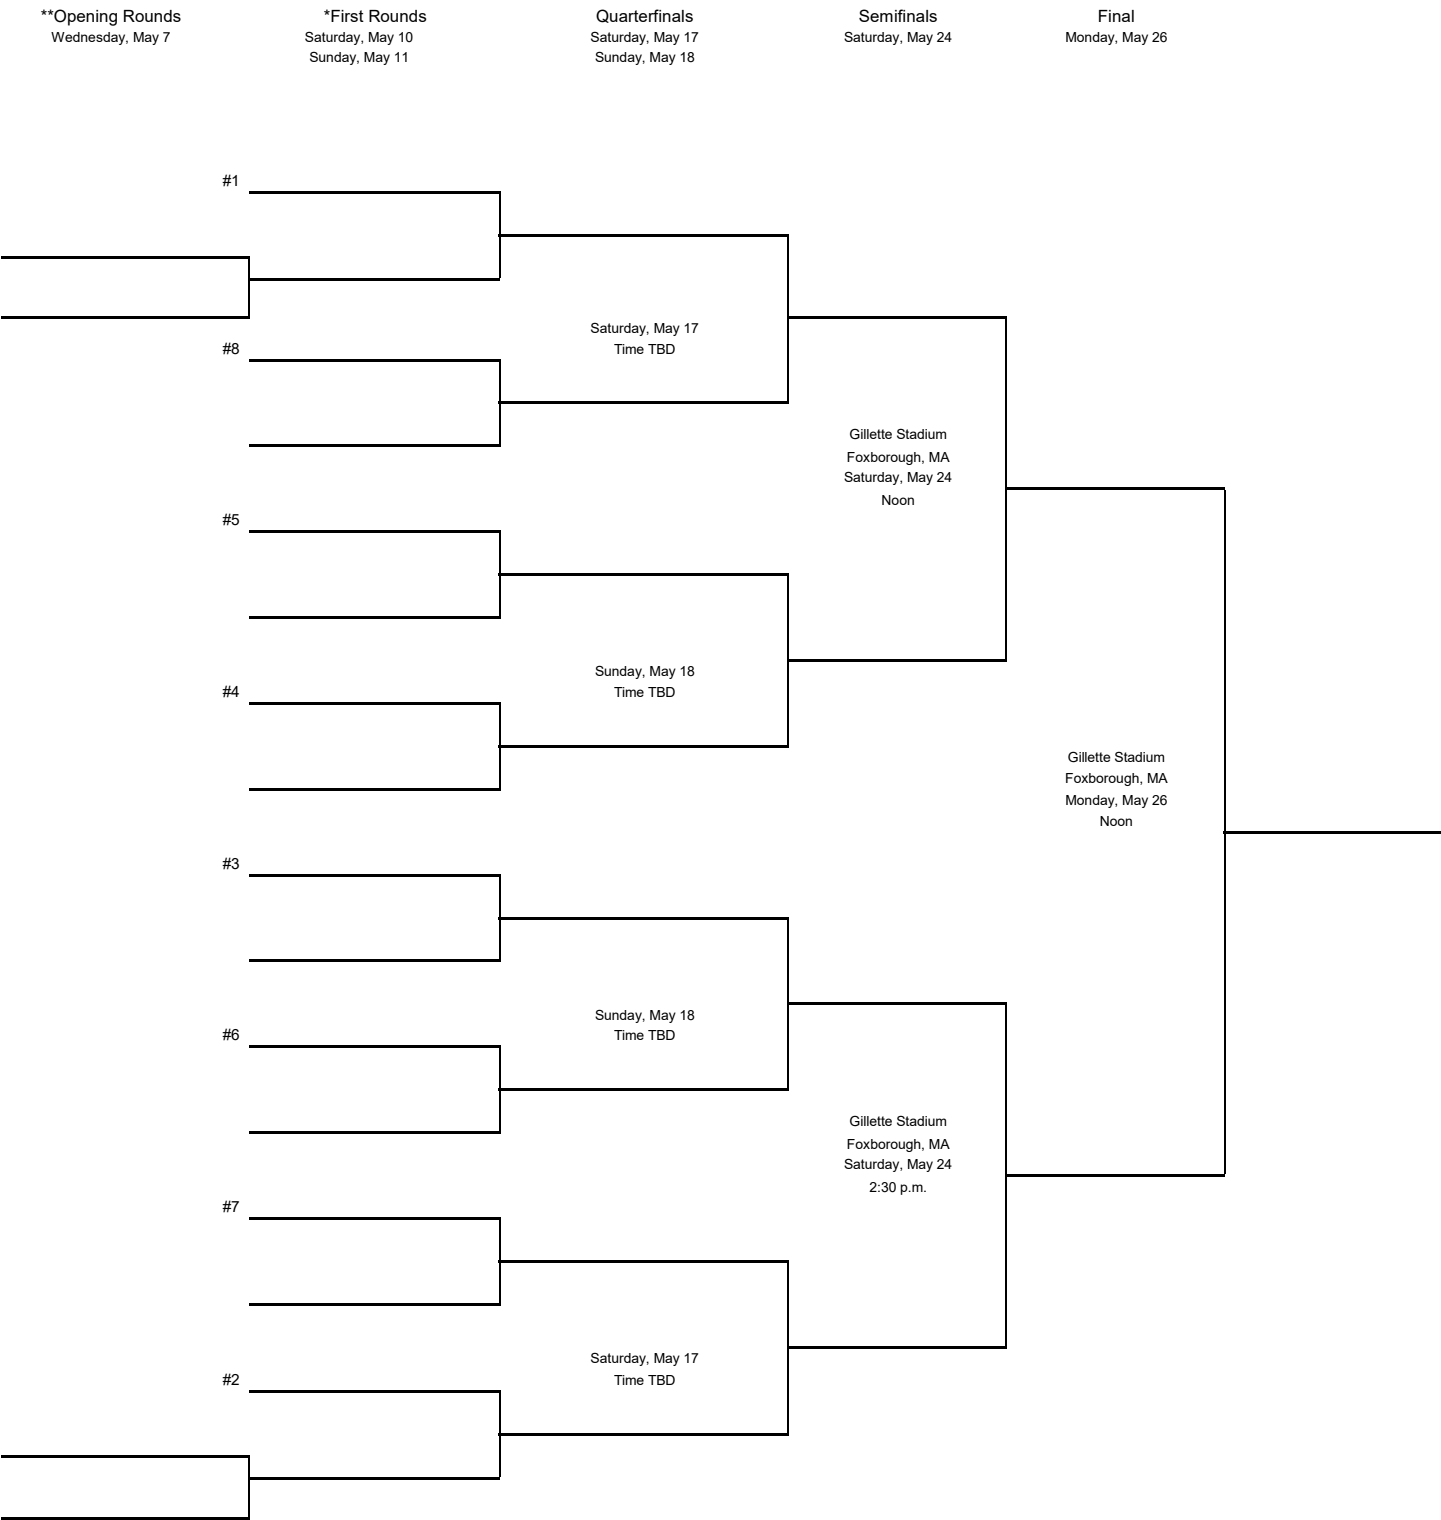 **Opening Rounds
Wednesday, May 7
*First Rounds
Saturday, May 10
Sunday, May 11
Quarterfinals
Saturday, May 17
Sunday, May 18
Semifinals
Saturday, May 24
Final
Monday, May 26
#1
Saturday, May 17
Time TBD
#8
Gillette Stadium
Foxborough, MA
Saturday, May 24
Noon
#5
Sunday, May 18
Time TBD
#4
Gillette Stadium
Foxborough, MA
Monday, May 26
Noon
#3
Sunday, May 18
Time TBD
#6
Gillette Stadium
Foxborough, MA
Saturday, May 24
2:30 p.m.
#7
Saturday, May 17
Time TBD
#2